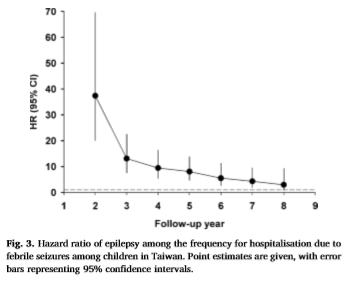 70
60
50
40
30
20
10
0
HR (95% CI)
1 2 3 4 5 6 7 8 9
Follow-up year
Fig. 3. Hazard ratio of epilepsy among the frequency for hospitalisation due to
febrile seizures among children in Taiwan. Point estimates are given, with error
bars representing 95% confidence intervals.